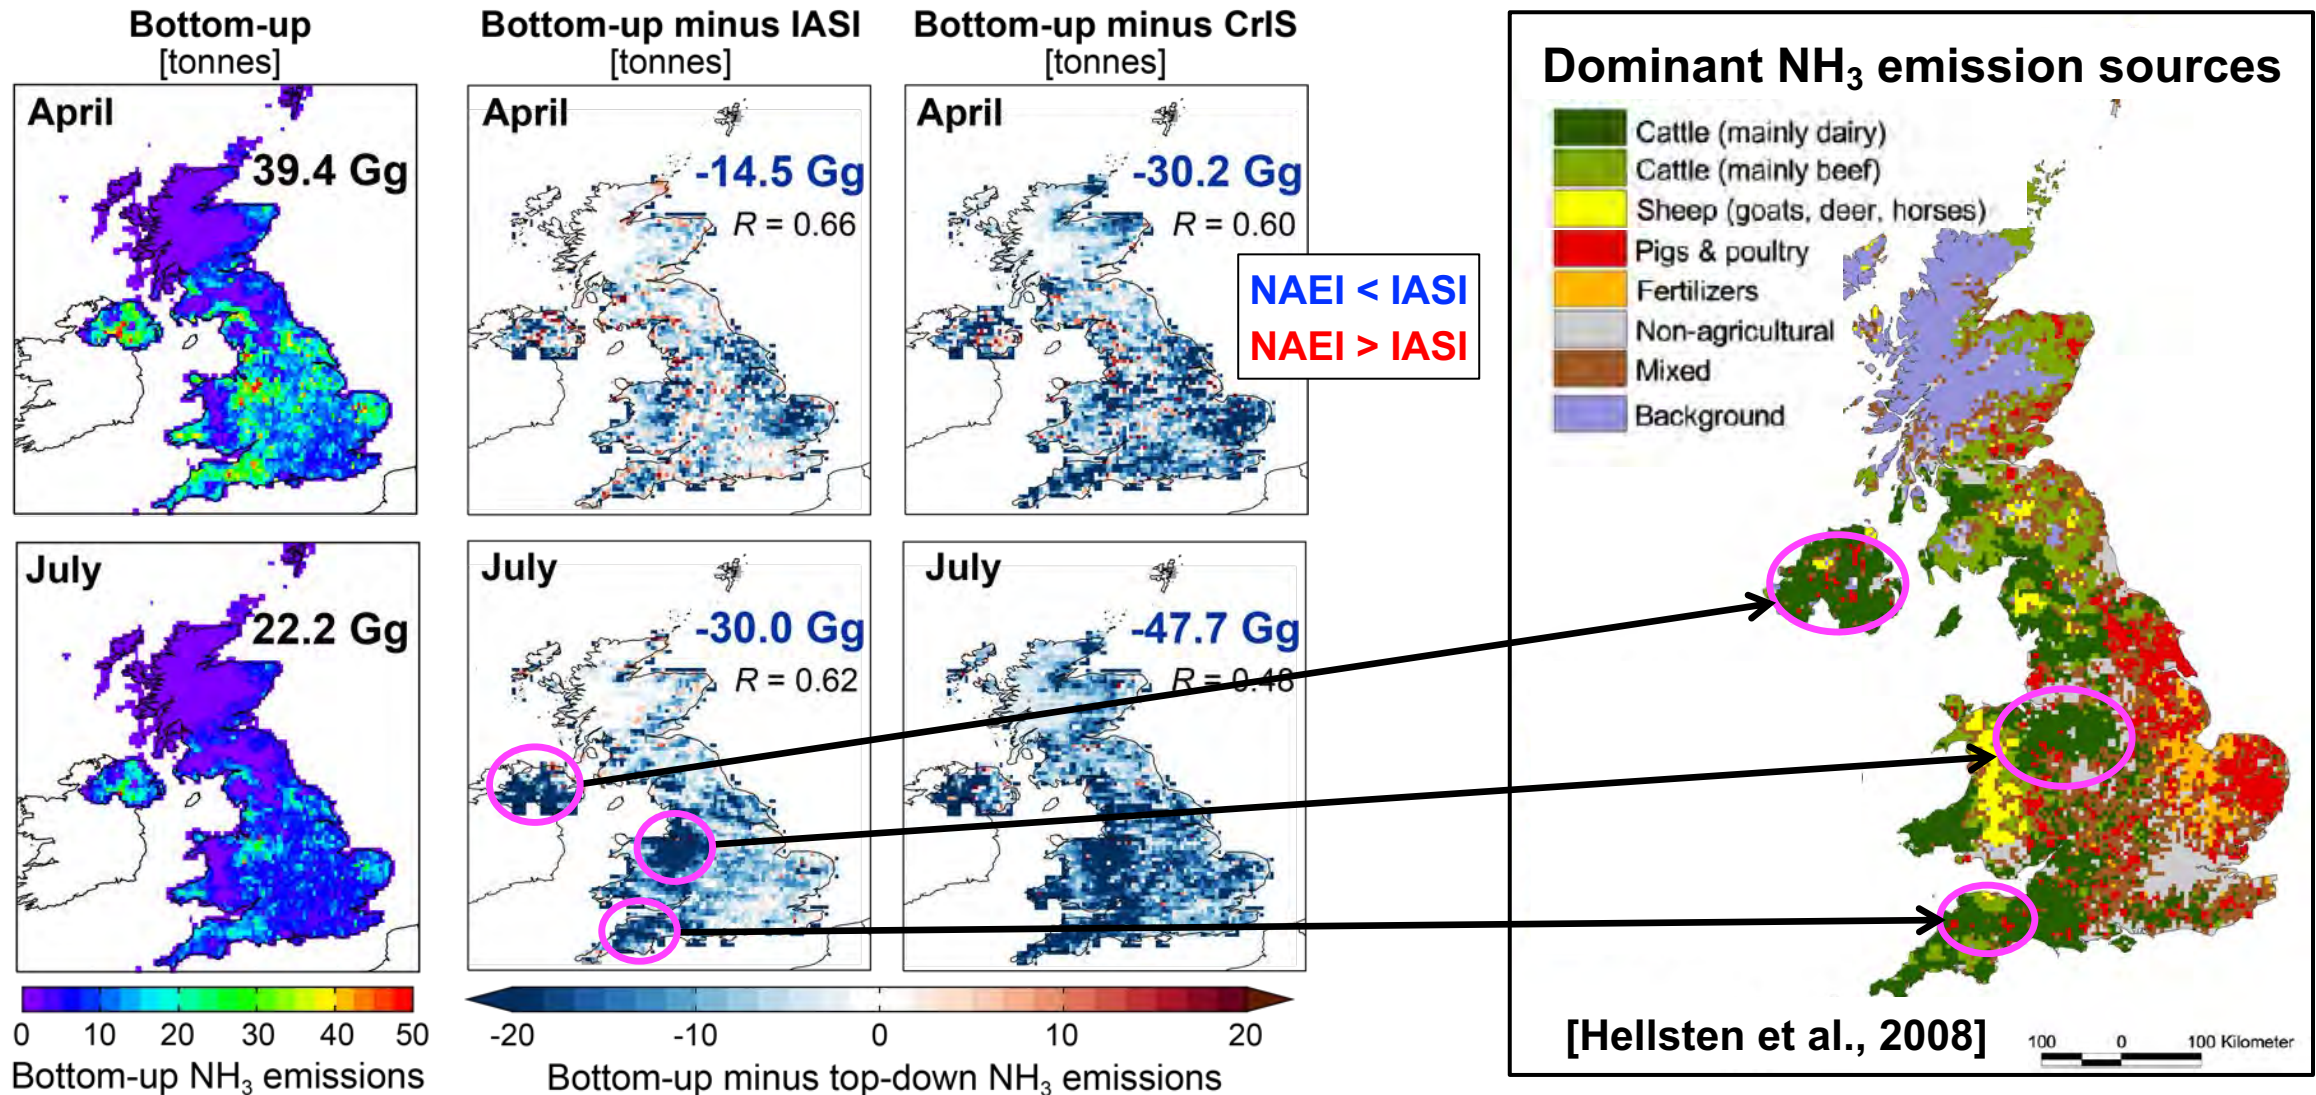 Bottom-up
[tonnes]
Bottom-up minus IASI
[tonnes]
Bottom-up minus CrIS
[tonnes]
April
39.4 Gg
April
-14.5 Gg
R = 0.66
April
-30.2 Gg
R = 0.60
NAEI < IASI
NAEI > IASI
July
22.2 Gg
July
-30.0 Gg
R = 0.62
July
-47.7 Gg
R = 0.48
0 10 20 30 40 50
Bottom-up NH₃ emissions
-20 -10 0 10 20
Bottom-up minus top-down NH₃ emissions
Dominant NH₃ emission sources
Cattle (mainly dairy)
Cattle (mainly beef)
Sheep (goats, deer, horses)
Pigs & poultry
Fertilizers
Non-agricultural
Mixed
Background
[Hellsten et al., 2008]
100 0 100 Kilometer